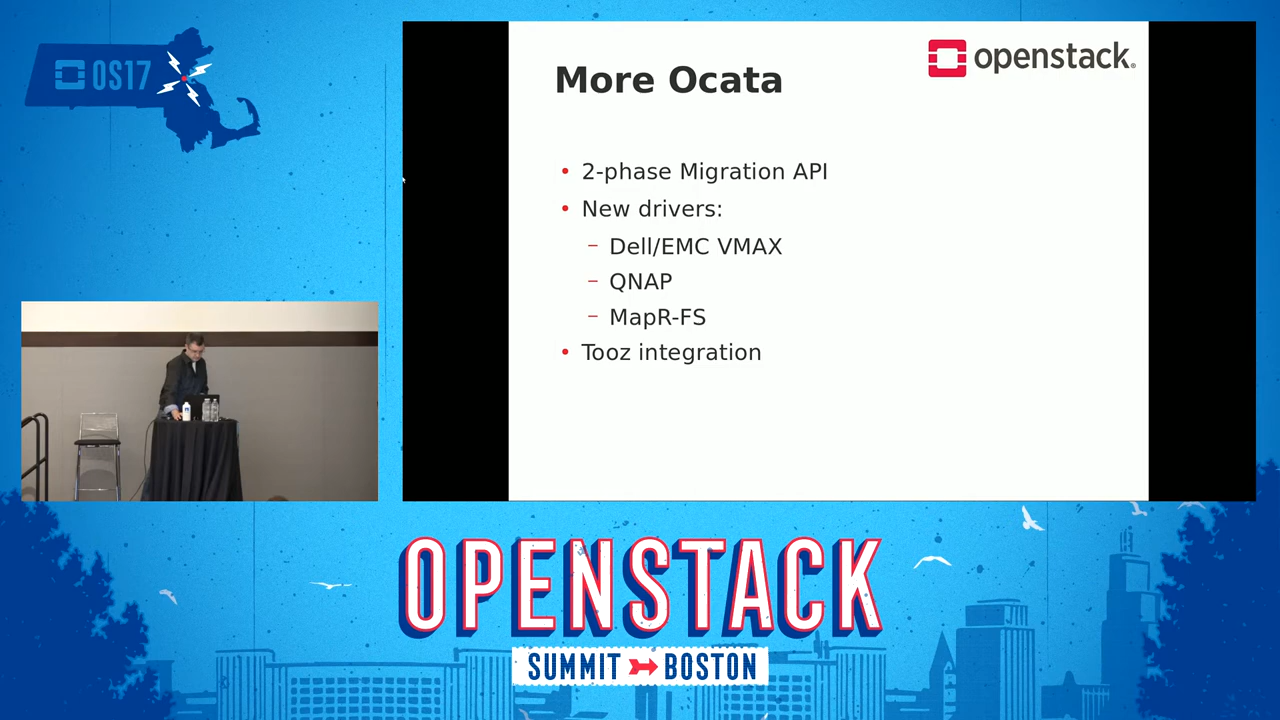 OS17
openstack.
More Ocata
• 2-phase Migration API
• New drivers:
– Dell/EMC VMAX
– QNAP
– MapR-FS
• Tooz integration
OPENSTACK
SUMMIT BOSTON